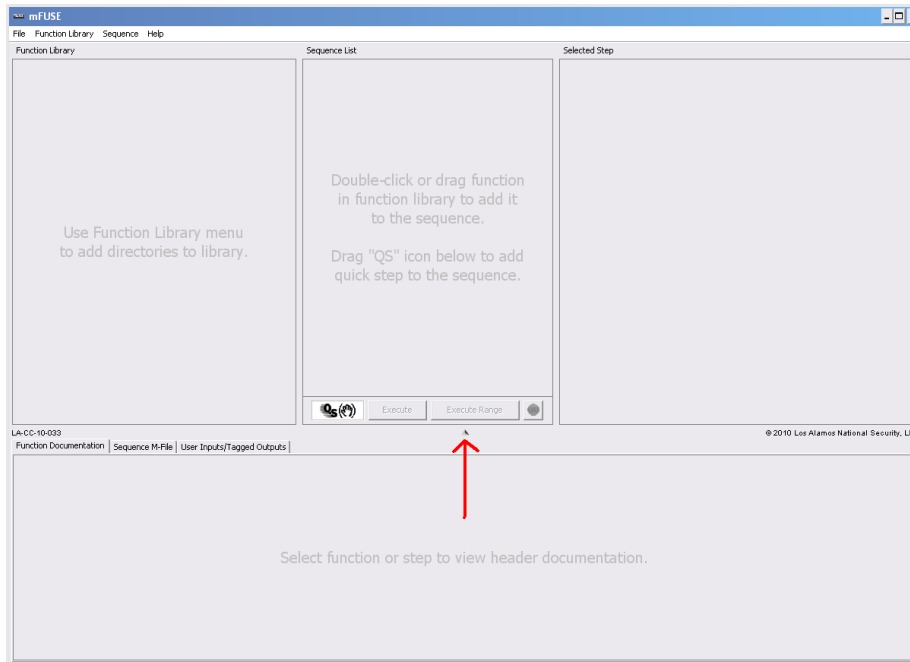 mFUSE
File Function Library Sequence Help
Function Library
Sequence List
Selected Step
Use Function Library menu
to add directories to library.
Double-click or drag function
in function library to add it
to the sequence.
Drag "QS" icon below to add
quick step to the sequence.
QS
Execute
Execute Range
LA-CC-10-033
© 2010 Los Alamos National Security, LL
Function Documentation
Sequence M-File
User Inputs/Tagged Outputs
Select function or step to view header documentation.